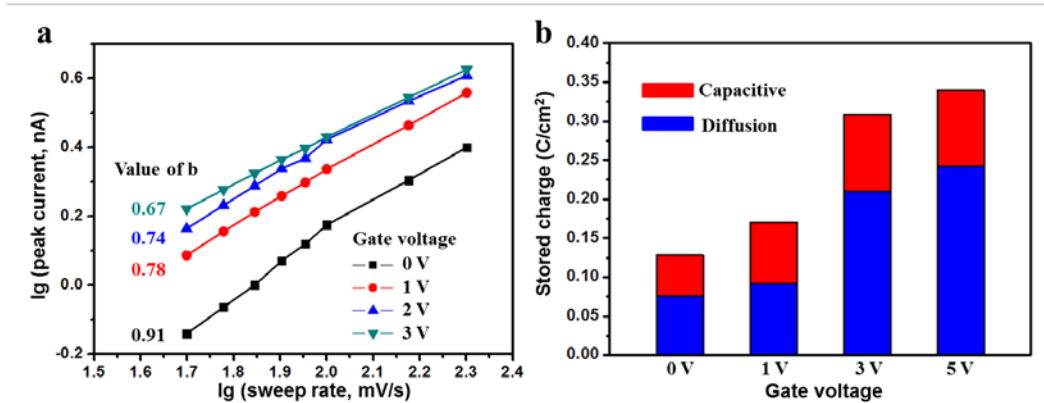 a
lg (peak current, nA)
0.6
0.4
0.2
0.0
-0.2
Value of b
0.67
0.74
0.78
0.91
Gate voltage
0 V
1 V
2 V
3 V
1.5 1.6 1.7 1.8 1.9 2.0 2.1 2.2 2.3 2.4
lg (sweep rate, mV/s)
b
Stored charge (C/cm²)
0.40
0.35
0.30
0.25
0.20
0.15
0.10
0.05
0.00
Capacitive
Diffusion
0 V 1 V 3 V 5 V
Gate voltage